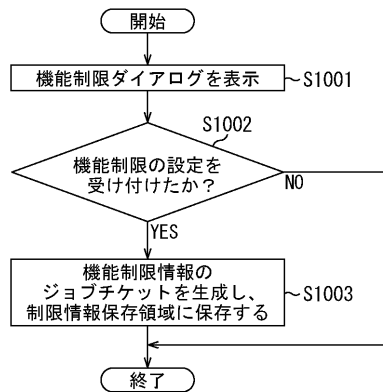 開始
機能制限ダイアログを表示
S1001
S1002
機能制限の設定を
受け付けたか？
NO
YES
機能制限情報の
ジョブチケットを生成し、
制限情報保存領域に保存する
S1003
終了